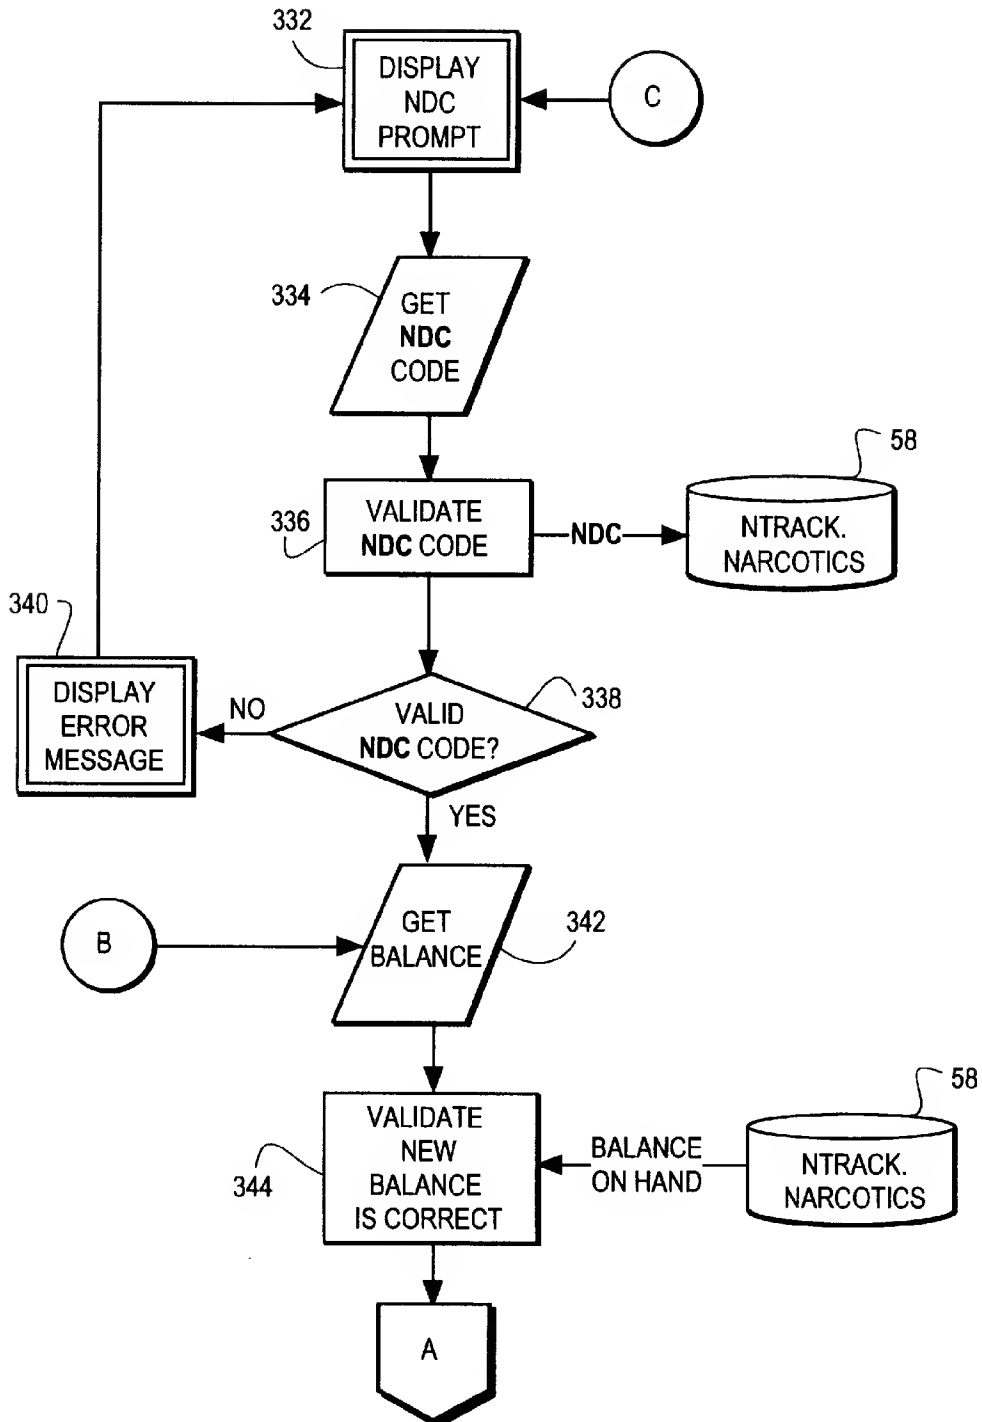 332
DISPLAY
NDC
PROMPT
C
334
GET
NDC
CODE
58
336
VALIDATE
NDC CODE
NDC
NTRACK.
NARCOTICS
340
DISPLAY
ERROR
MESSAGE
NO
VALID
NDC CODE?
338
YES
B
GET
BALANCE
342
58
344
VALIDATE
NEW
BALANCE
IS CORRECT
BALANCE
ON HAND
NTRACK.
NARCOTICS
A